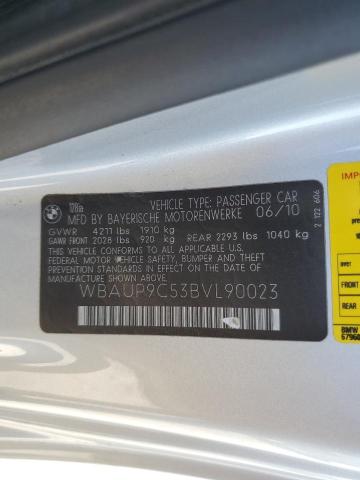 BMW
128i
VEHICLE TYPE: PASSENGER CAR
MFD BY BAYERISCHE MOTORENWERKE 06/10
GVWR 4211 lbs 1910 kg
GAWR FRONT 2028 lbs 920 kg REAR 2293 lbs 1040 kg
THIS VEHICLE CONFORMS TO ALL APPLICABLE U.S.
FEDERAL MOTOR VEHICLE SAFETY, BUMPER, AND
THEFT PREVENTION STANDARDS IN EFFECT ON THE DATE
OF MANUFACTURE SHOWN ABOVE.
WBAUP9C53BVL90023
2 122 606
FRONT
REAR
BMW